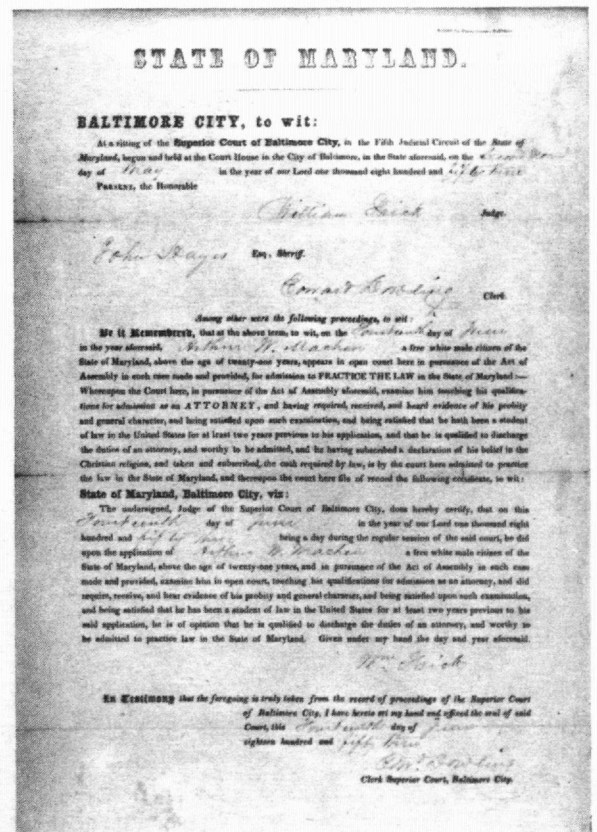 STATE OF MARYLAND.
BALTIMORE CITY, to wit:
At a sitting of the Superior Court of Baltimore City, in the Fifth Judicial Circuit of the State of
Maryland, begun and held at the Court House in the City of Baltimore, in the State aforesaid, on the
day of May in the year of our Lord one thousand eight hundred and fifty
PRESENT, the Honorable
William Frick Judge.
John Hays Esq. Sheriff.
Edward Dowling Clerk.
Among other were the following proceedings, to wit:
Be it Remembered, that at the above term, to wit, on the Fourteenth day of June
in the year aforesaid, Arthur W. Machen a free white male citizen of the
State of Maryland, above the age of twenty-one years, appears in open court here in pursuance of the Act of
Assembly in such case made and provided, for admission to PRACTICE THE LAW in the State of Maryland:—
Whereupon the Court here, in pursuance of the Act of Assembly aforesaid, examine him touching his qualifica-
tions for admission as an ATTORNEY, and having required, received, and heard evidence of his probity
and general character, and being satisfied upon such examination, and being satisfied that he hath been a student
of law in the United States for at least two years previous to his application, and that he is qualified to discharge
the duties of an attorney, and worthy to be admitted, and he having subscribed a declaration of his belief in the
Christian religion, and taken and subscribed, the oath required by law, is by the court here admitted to practice
the law in the State of Maryland, and thereupon the court here file of record the following certificate, to wit:
State of Maryland, Baltimore City, viz:
The undersigned, Judge of the Superior Court of Baltimore City, does hereby certify, that on this
Fourteenth day of June in the year of our Lord one thousand eight
hundred and fifty being a day during the regular session of the said court, he did
upon the application of Arthur W. Machen a free white male citizen of the
State of Maryland, above the age of twenty-one years, and in pursuance of the Act of Assembly in such case
made and provided, examine him in open court, touching his qualifications for admission as an attorney, and did
require, receive, and hear evidence of his probity and general character, and being satisfied upon such examination,
and being satisfied that he has been a student of law in the United States for at least two years previous to his
said application, he is of opinion that he is qualified to discharge the duties of an attorney, and worthy to
be admitted to practice law in the State of Maryland. Given under my hand the day and year aforesaid.
Wm Frick
In Testimony that the foregoing is truly taken from the record of proceedings of the Superior Court
of Baltimore City, I have hereto set my hand and affixed the seal of said
Court, this Fourteenth day of June
eighteen hundred and fifty
Edwd Dowling
Clerk Superior Court, Baltimore City.